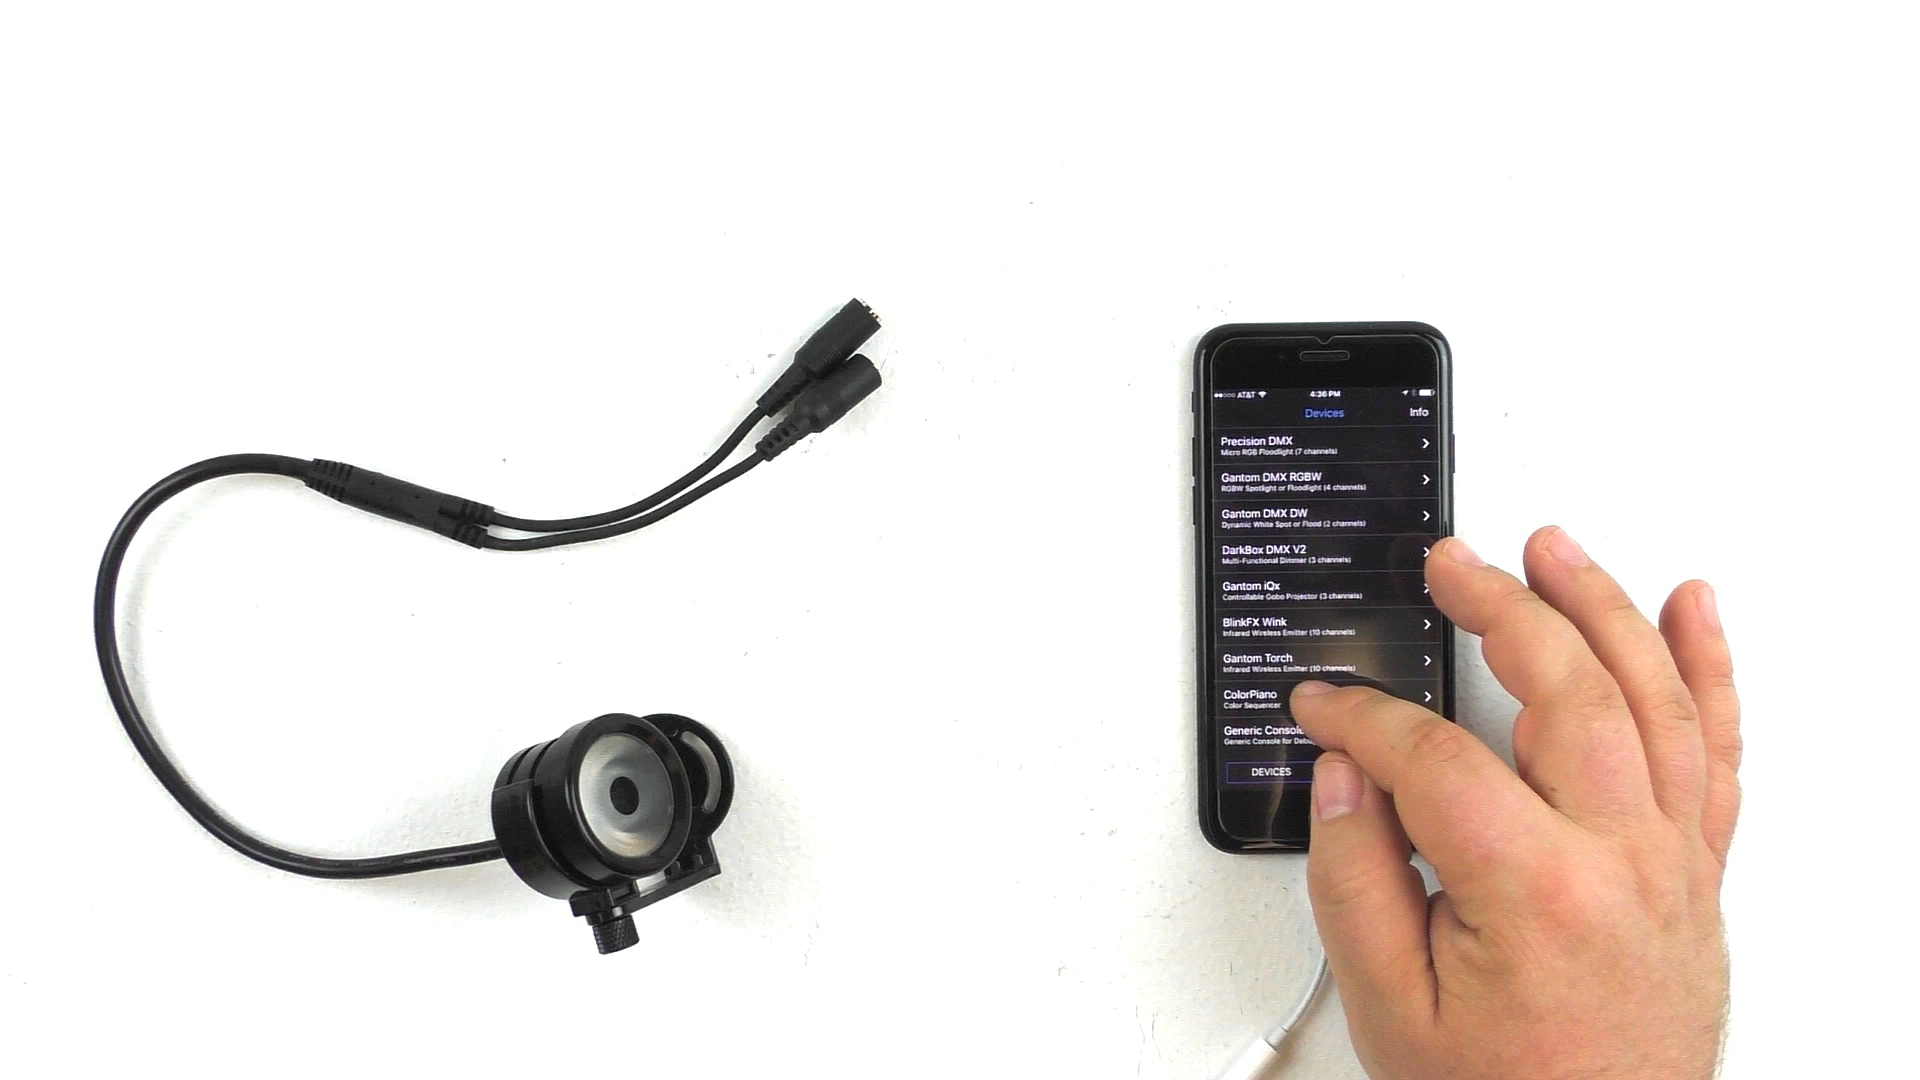 AT&T 4:36 PM
Devices Info
Precision DMX
Micro RGB Floodlight (7 channels)
Gantom DMX RGBW
RGBW Spotlight or Floodlight (4 channels)
Gantom DMX DW
Dynamic White Spot or Flood (2 channels)
DarkBox DMX V2
Multi-Functional Dimmer (3 channels)
Gantom iQx
Controllable Gobo Projector (3 channels)
BlinkFX Wink
Infrared Wireless Emitter (10 channels)
Gantom Torch
Infrared Wireless Emitter (10 channels)
ColorPiano
Color Sequencer
Generic Console
Generic Console for
DEVICES